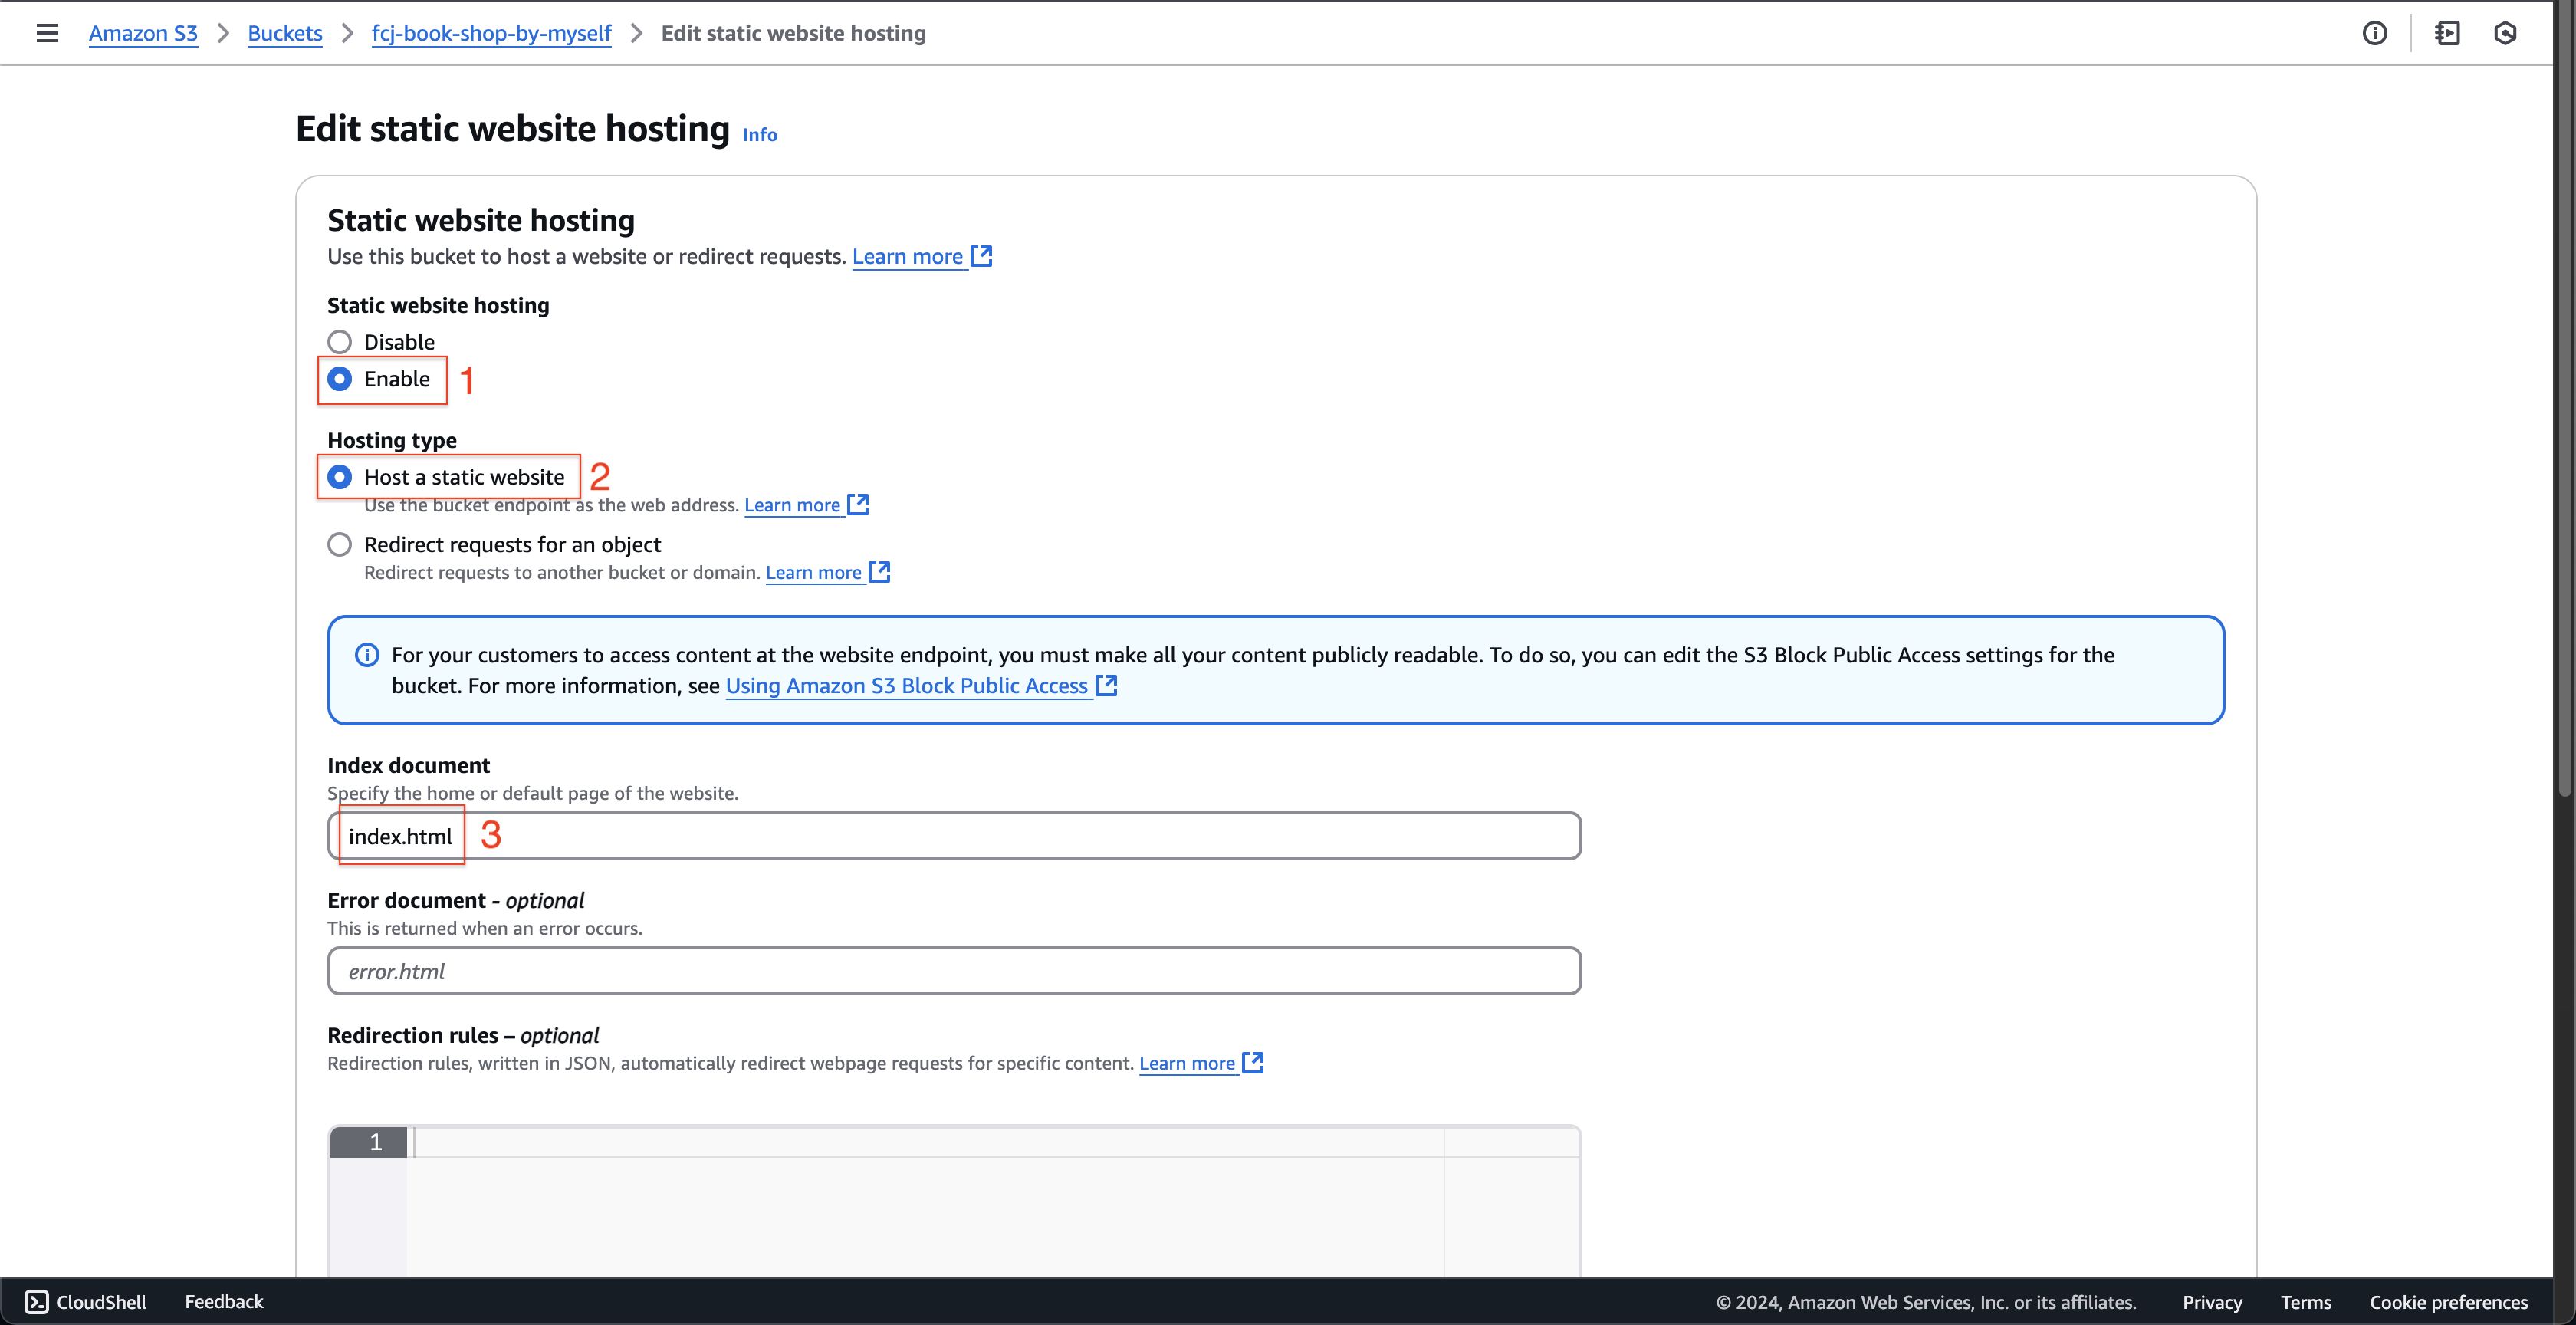 Amazon S3 > Buckets > fcj-book-shop-by-myself > Edit static website hosting
Edit static website hosting Info
Static website hosting
Use this bucket to host a website or redirect requests. Learn more
Static website hosting
Disable
Enable 1
Hosting type
Host a static website 2
Use the bucket endpoint as the web address. Learn more
Redirect requests for an object
Redirect requests to another bucket or domain. Learn more
For your customers to access content at the website endpoint, you must make all your content publicly readable. To do so, you can edit the S3 Block Public Access settings for the
bucket. For more information, see Using Amazon S3 Block Public Access
Index document
Specify the home or default page of the website.
index.html 3
Error document - optional
This is returned when an error occurs.
error.html
Redirection rules – optional
Redirection rules, written in JSON, automatically redirect webpage requests for specific content. Learn more
1
CloudShell Feedback © 2024, Amazon Web Services, Inc. or its affiliates. Privacy Terms Cookie preferences